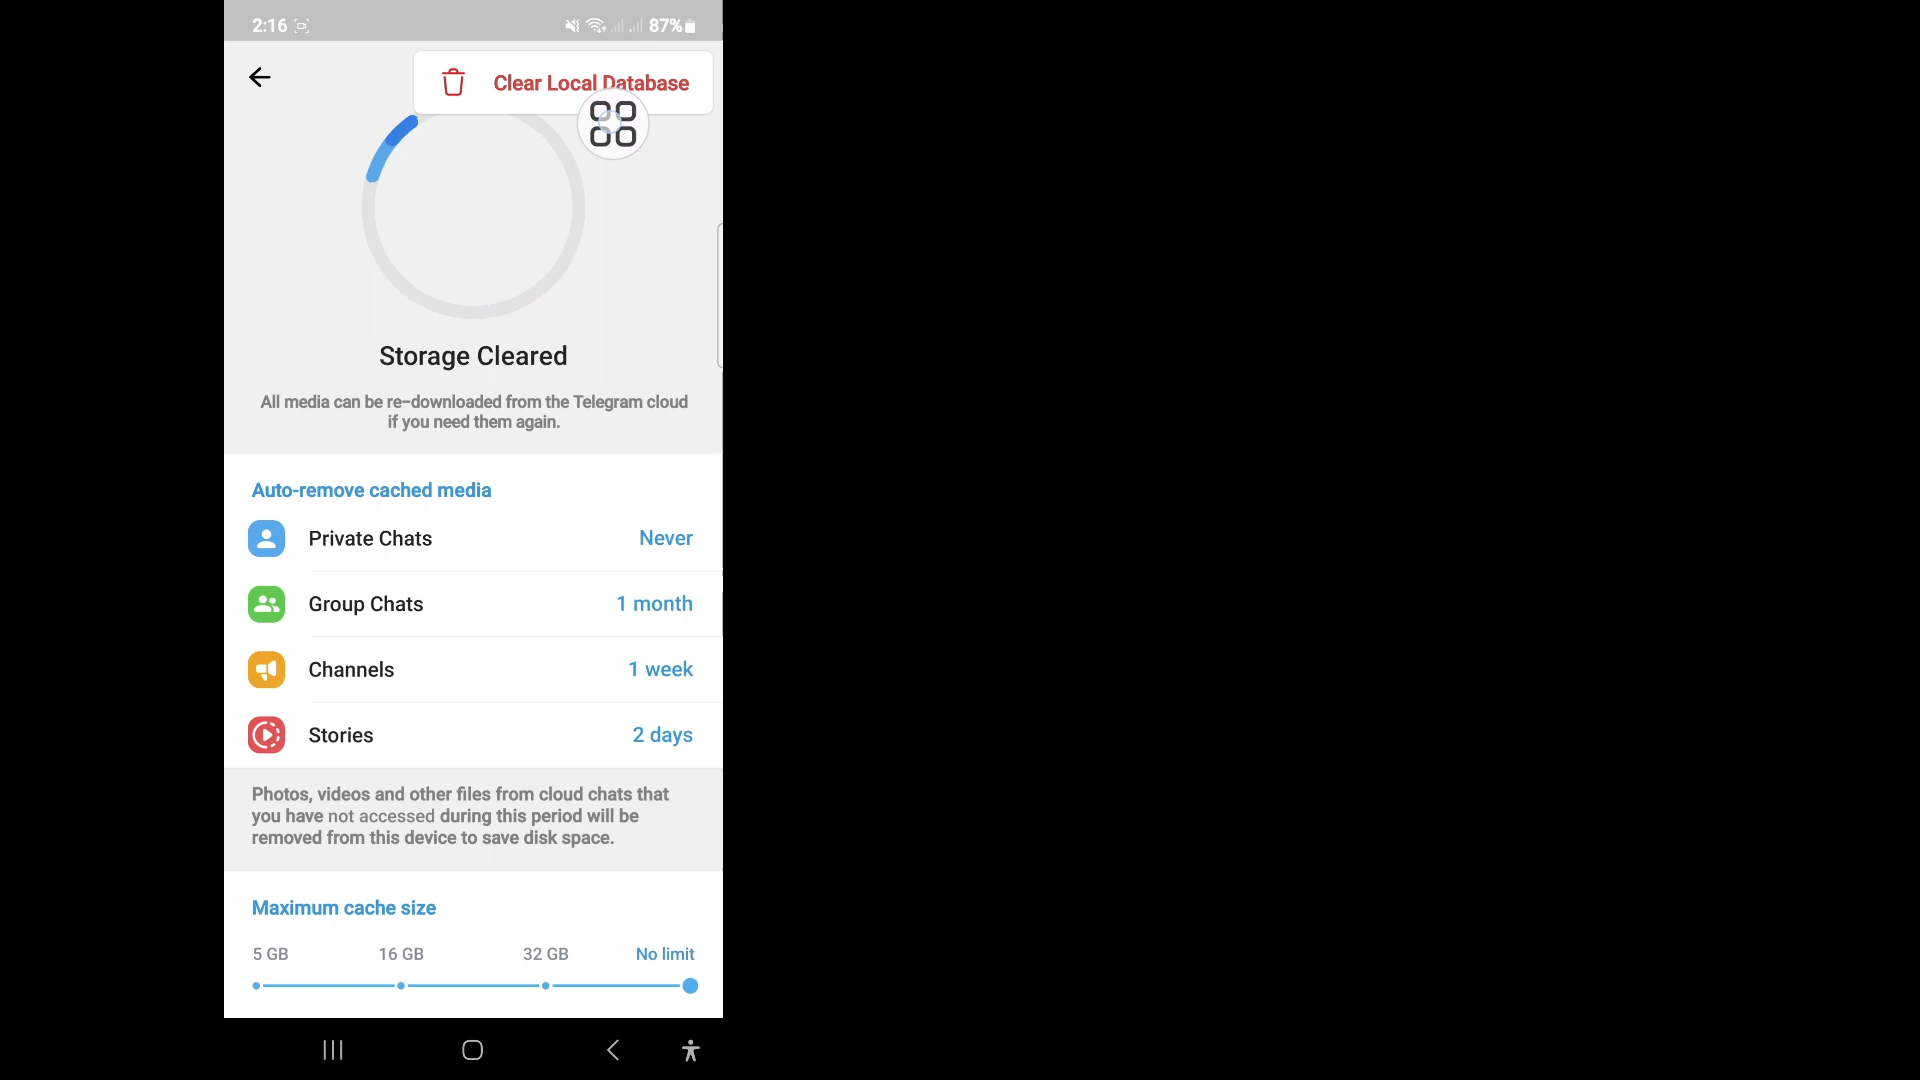 2:16
87%
Clear Local Database
Storage Cleared
All media can be re-downloaded from the Telegram cloud
if you need them again.
Auto-remove cached media
Private Chats Never
Group Chats 1 month
Channels 1 week
Stories 2 days
Photos, videos and other files from cloud chats that
you have not accessed during this period will be
removed from this device to save disk space.
Maximum cache size
5 GB 16 GB 32 GB No limit